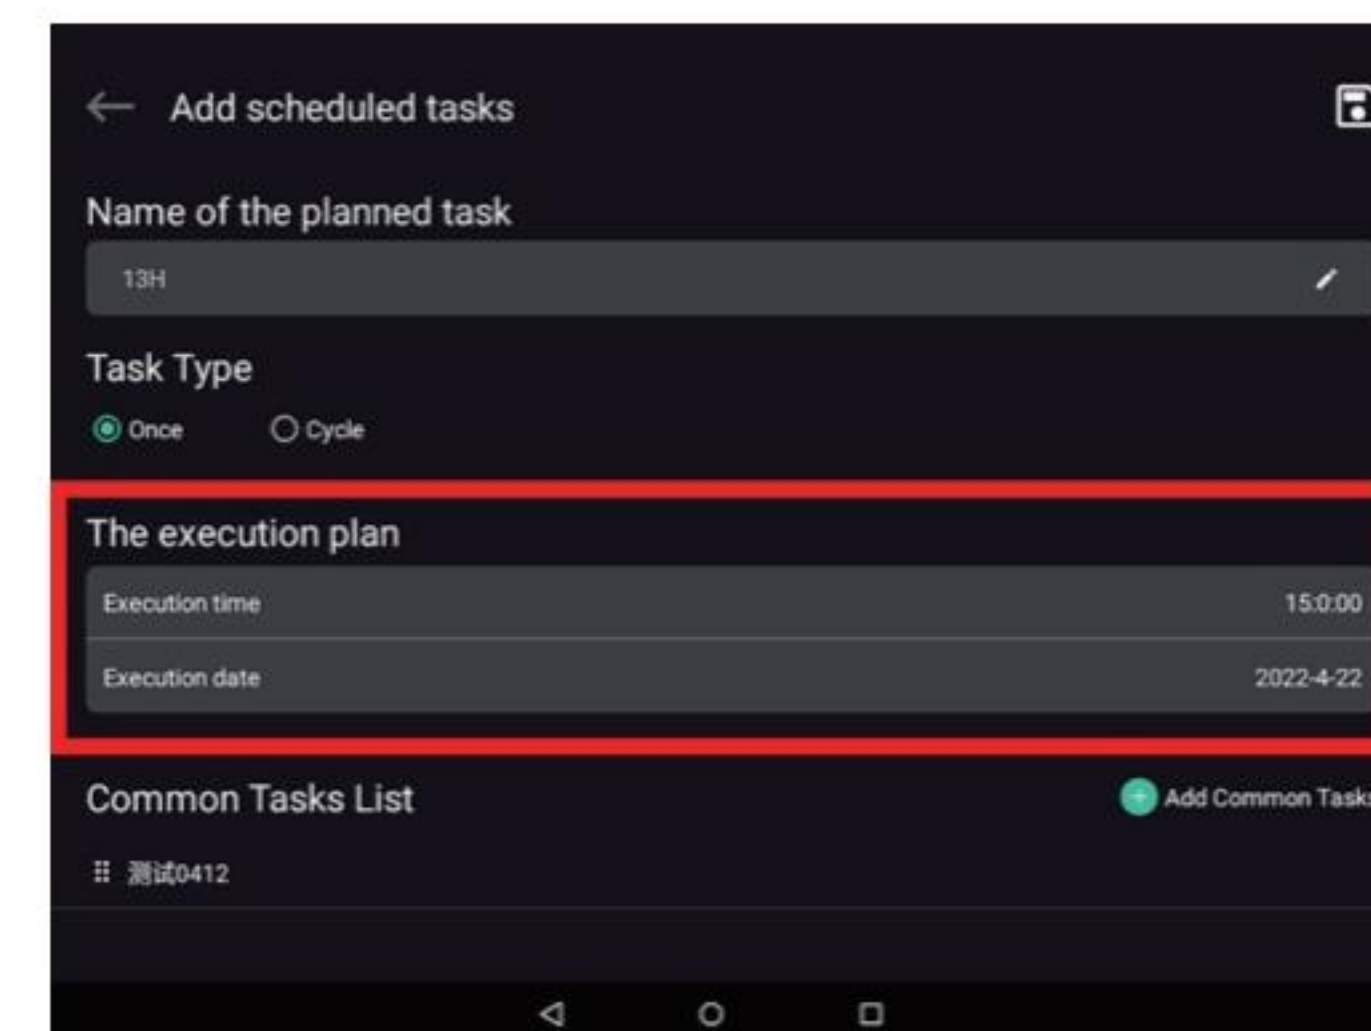 Add scheduled tasks
Name of the planned task
13H
Task Type
Once Cycle
The execution plan
Execution time 15:0:00
Execution date 2022-4-22
Common Tasks List Add Common Tasks
测试0412